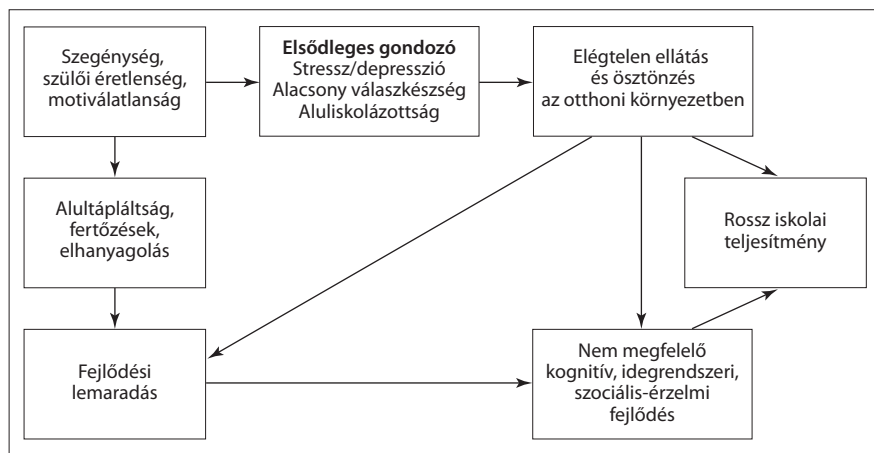 Szegénység,
szülői éretlenség,
motiválatlanság
Elsődleges gondozó
Stressz/depresszió
Alacsony válaszkészség
Aluliskolázottság
Elégtelen ellátás
és ösztönzés
az otthoni környezetben
Alultápláltság,
fertőzések,
elhanyagolás
Rossz iskolai
teljesítmény
Fejlődési
lemaradás
Nem megfelelő
kognitív, idegrendszeri,
szociális-érzelmi
fejlődés